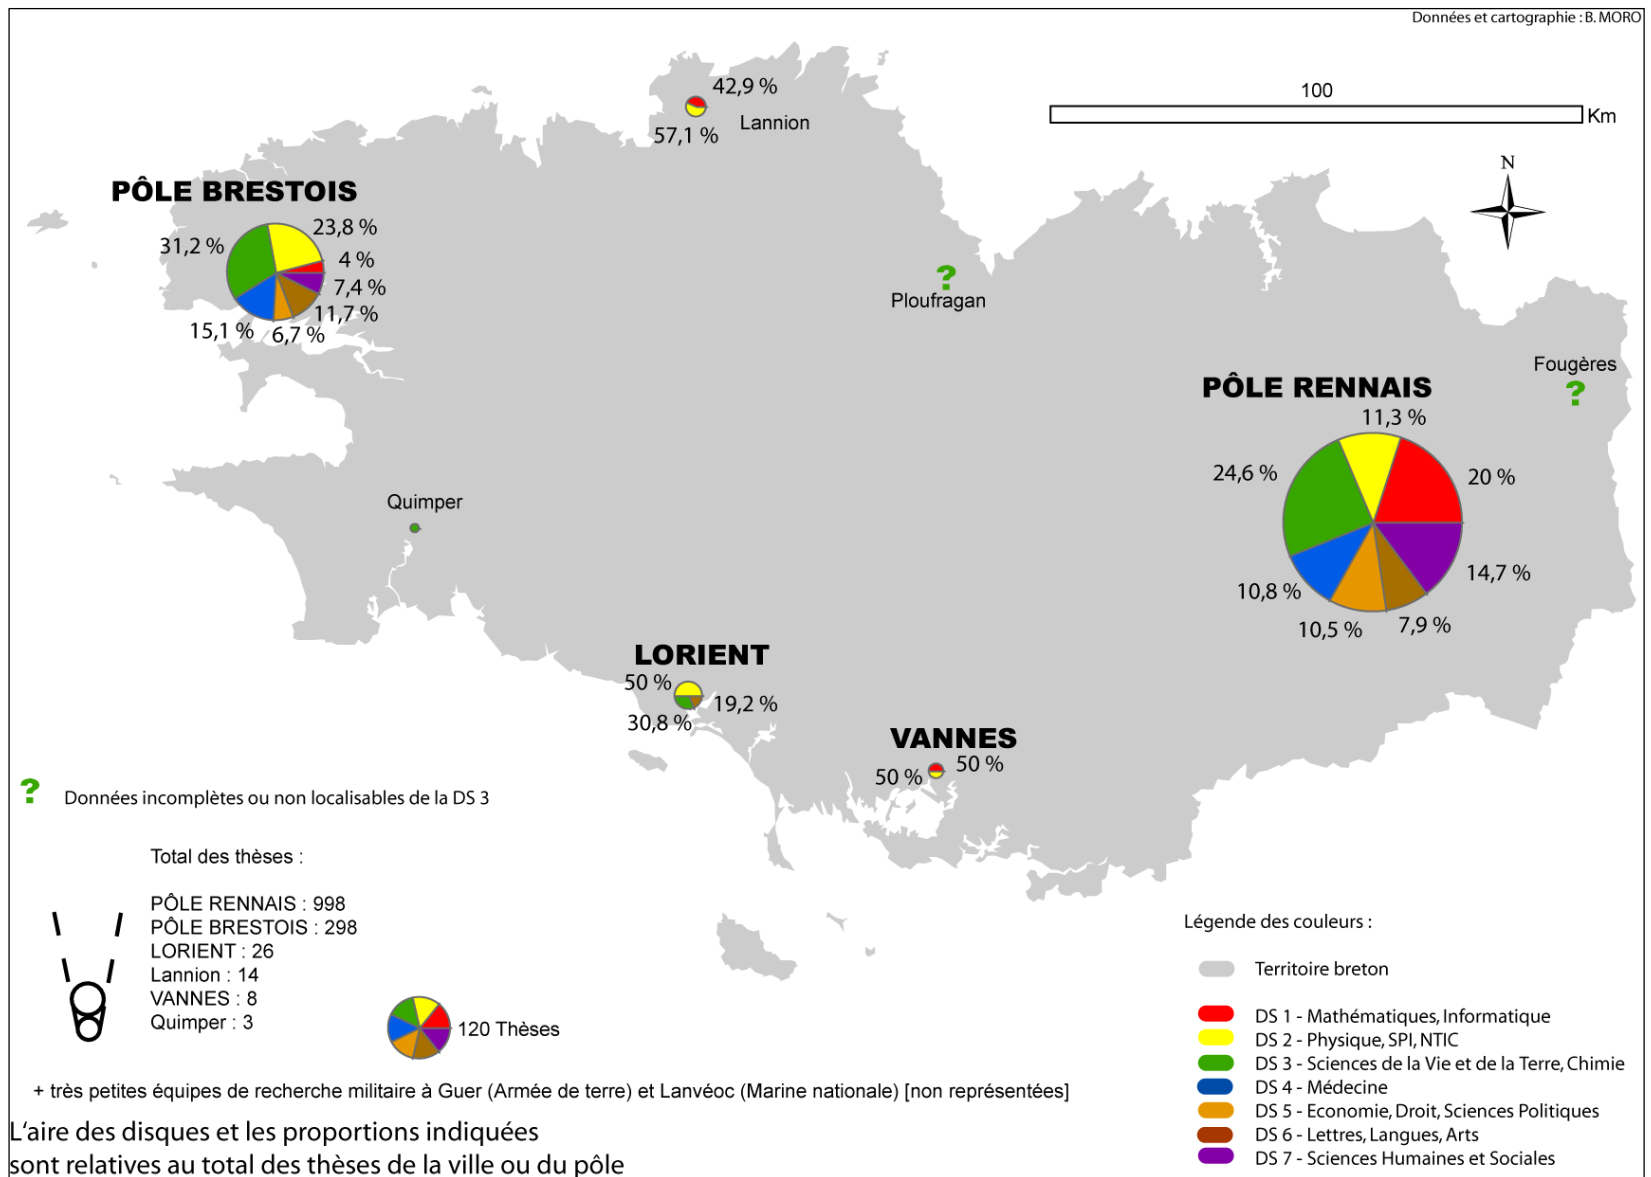 Données et cartographie : B. MORO
42,9 %
57,1 %
Lannion
100
Km
N
PÔLE BRESTOIS
31,2 %
23,8 %
4 %
7,4 %
11,7 %
6,7 %
15,1 %
?
Ploufragan
Fougères
?
PÔLE RENNAIS
11,3 %
24,6 %
20 %
14,7 %
10,8 %
10,5 %
7,9 %
Quimper
LORIENT
50 %
19,2 %
30,8 %
VANNES
50 %
50 %
? Données incomplètes ou non localisables de la DS 3
Total des thèses :
PÔLE RENNAIS : 998
PÔLE BRESTOIS : 298
LORIENT : 26
Lannion : 14
VANNES : 8
Quimper : 3
120 Thèses
+ très petites équipes de recherche militaire à Guer (Armée de terre) et Lanvéoc (Marine nationale) [non représentées]
L'aire des disques et les proportions indiquées
sont relatives au total des thèses de la ville ou du pôle
Légende des couleurs :
Territoire breton
DS 1 - Mathématiques, Informatique
DS 2 - Physique, SPI, NTIC
DS 3 - Sciences de la Vie et de la Terre, Chimie
DS 4 - Médecine
DS 5 - Economie, Droit, Sciences Politiques
DS 6 - Lettres, Langues, Arts
DS 7 - Sciences Humaines et Sociales